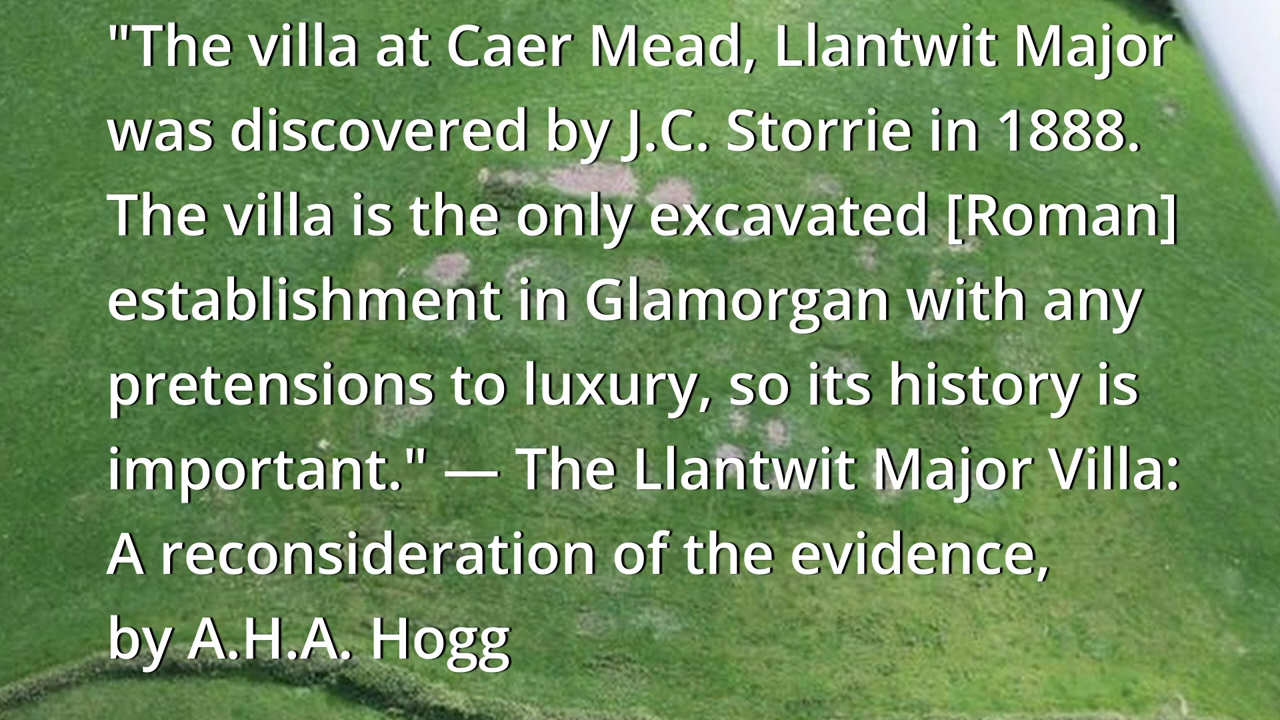 "The villa at Caer Mead, Llantwit Major
was discovered by J.C. Storrie in 1888.
The villa is the only excavated [Roman]
establishment in Glamorgan with any
pretensions to luxury, so its history is
important." — The Llantwit Major Villa:
A reconsideration of the evidence,
by A.H.A. Hogg